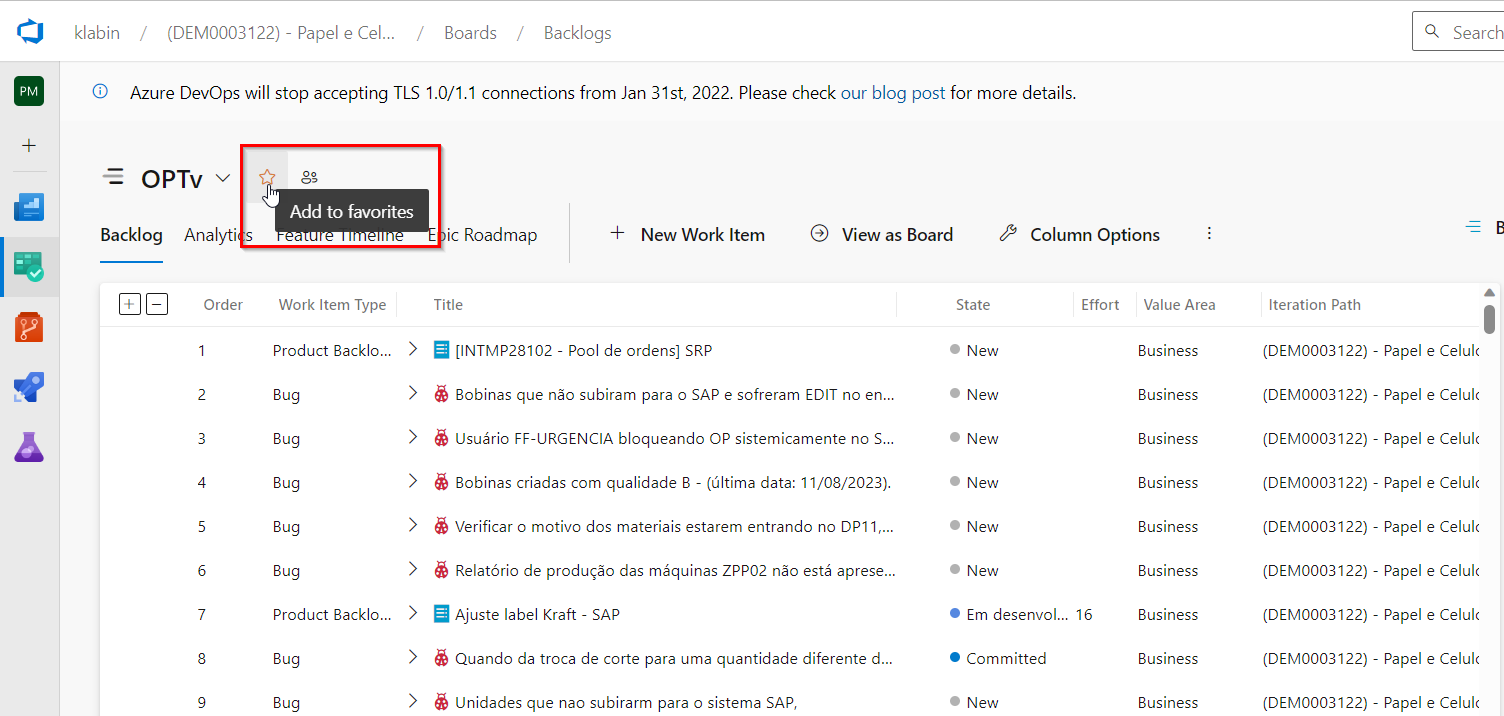 klabin / (DEM0003122) - Papel e Cel... / Boards / Backlogs
Search
PM
Azure DevOps will stop accepting TLS 1.0/1.1 connections from Jan 31st, 2022. Please check our blog post for more details.
OPTv
Add to favorites
Backlog Analytics Feature Timeline Epic Roadmap New Work Item View as Board Column Options B
Order Work Item Type Title State Effort Value Area Iteration Path
1 Product Backlo... [INTMP28102 - Pool de ordens] SRP New Business (DEM0003122) - Papel e Celulo
2 Bug Bobinas que não subiram para o SAP e sofreram EDIT no en... New Business (DEM0003122) - Papel e Celulo
3 Bug Usuário FF-URGENCIA bloqueando OP sistemicamente no S... New Business (DEM0003122) - Papel e Celulo
4 Bug Bobinas criadas com qualidade B - (última data: 11/08/2023). New Business (DEM0003122) - Papel e Celulo
5 Bug Verificar o motivo dos materiais estarem entrando no DP11,... New Business (DEM0003122) - Papel e Celulo
6 Bug Relatório de produção das máquinas ZPP02 não está aprese... New Business (DEM0003122) - Papel e Celulo
7 Product Backlo... Ajuste label Kraft - SAP Em desenvol... 16 Business (DEM0003122) - Papel e Celulo
8 Bug Quando da troca de corte para uma quantidade diferente d... Committed Business (DEM0003122) - Papel e Celulo
9 Bug Unidades que nao subirarm para o sistema SAP, New Business (DEM0003122) - Papel e Celulo